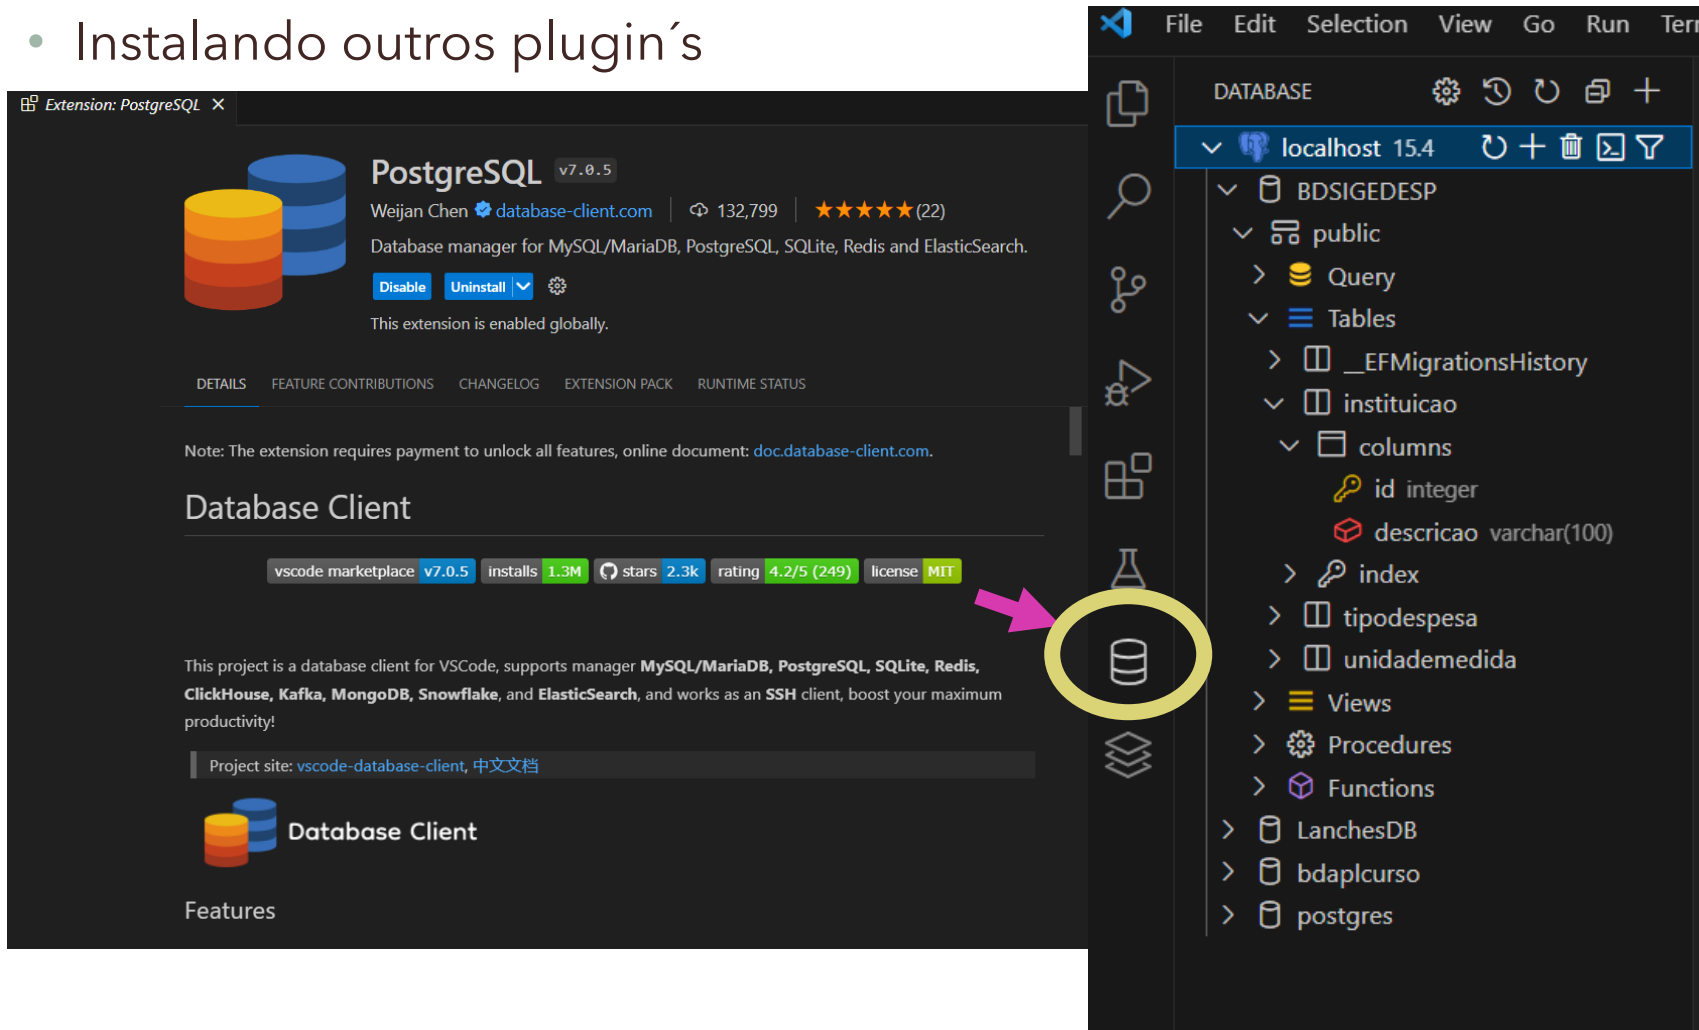 • Instalando outros plugin´s
Extension: PostgreSQL
PostgreSQL v7.0.5
Weijan Chen database-client.com 132,799 (22)
Database manager for MySQL/MariaDB, PostgreSQL, SQLite, Redis and ElasticSearch.
Disable Uninstall
This extension is enabled globally.
DETAILS FEATURE CONTRIBUTIONS CHANGELOG EXTENSION PACK RUNTIME STATUS
Note: The extension requires payment to unlock all features, online document: doc.database-client.com.
Database Client
vscode marketplace v7.0.5 installs 1.3M stars 2.3k rating 4.2/5 (249) license MIT
This project is a database client for VSCode, supports manager MySQL/MariaDB, PostgreSQL, SQLite, Redis,
ClickHouse, Kafka, MongoDB, Snowflake, and ElasticSearch, and works as an SSH client, boost your maximum
productivity!
Project site: vscode-database-client, 中文文档
Database Client
Features
File Edit Selection View Go Run Terr
DATABASE
localhost 15.4
BDSIGEDESP
public
Query
Tables
__EFMigrationsHistory
instituicao
columns
id integer
descricao varchar(100)
index
tipodespesa
unidademedida
Views
Procedures
Functions
LanchesDB
bdaplcurso
postgres